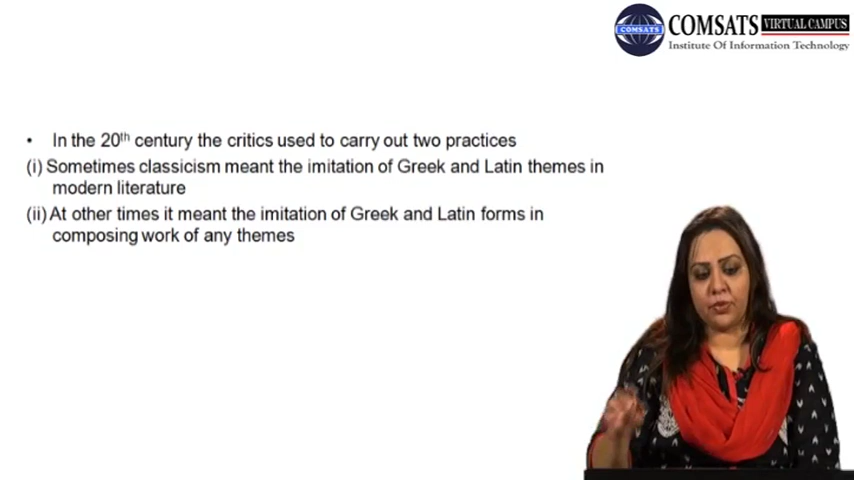 COMSATS
COMSATS VIRTUAL CAMPUS
Institute Of Information Technology
• In the 20th century the critics used to carry out two practices
(i) Sometimes classicism meant the imitation of Greek and Latin themes in
modern literature
(ii) At other times it meant the imitation of Greek and Latin forms in
composing work of any themes